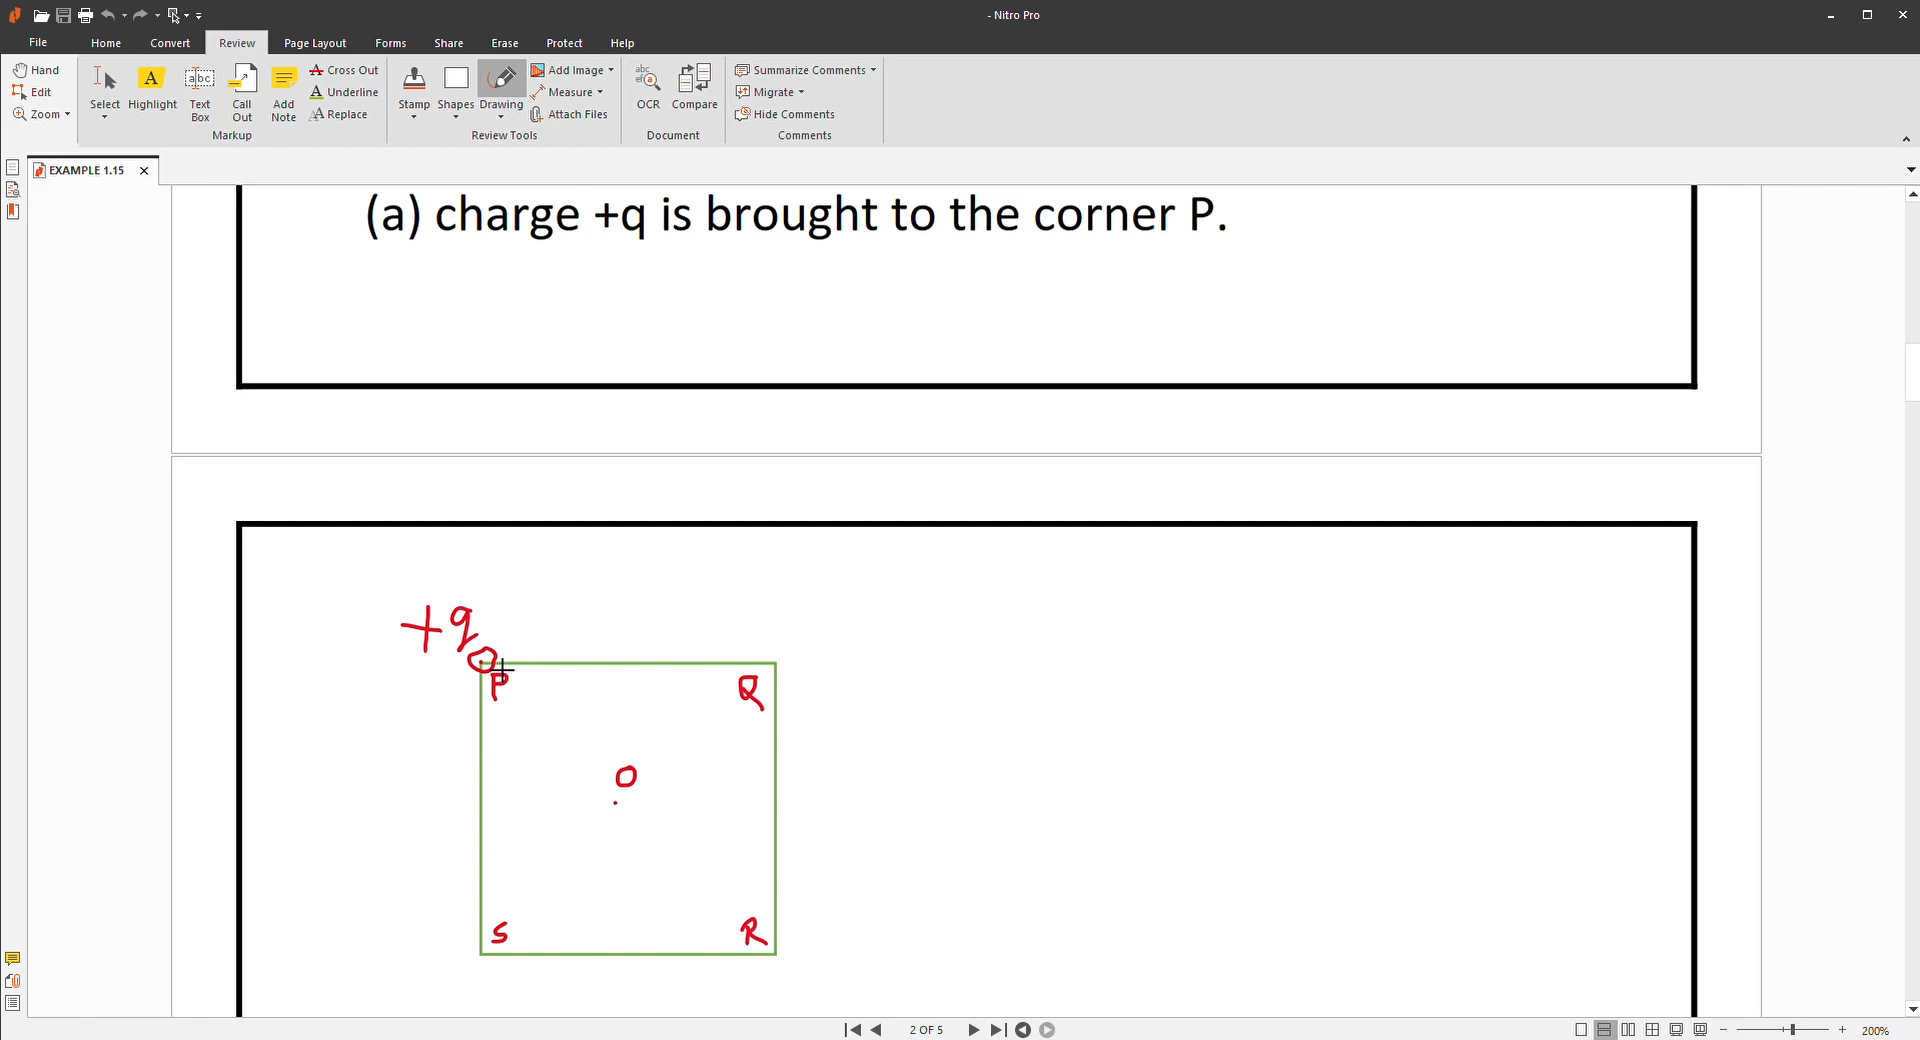 - Nitro Pro
File Home Convert Review Page Layout Forms Share Erase Protect Help
Hand
Edit
Zoom
Select
Highlight
Text Box
Call Out
Add Note
Cross Out
Underline
Replace
Markup
Stamp
Shapes
Drawing
Add Image
Measure
Attach Files
Review Tools
OCR
Compare
Document
Summarize Comments
Migrate
Hide Comments
Comments
EXAMPLE 1.15
(a) charge +q is brought to the corner P.
+q
P Q
O
S R
2 OF 5
200%